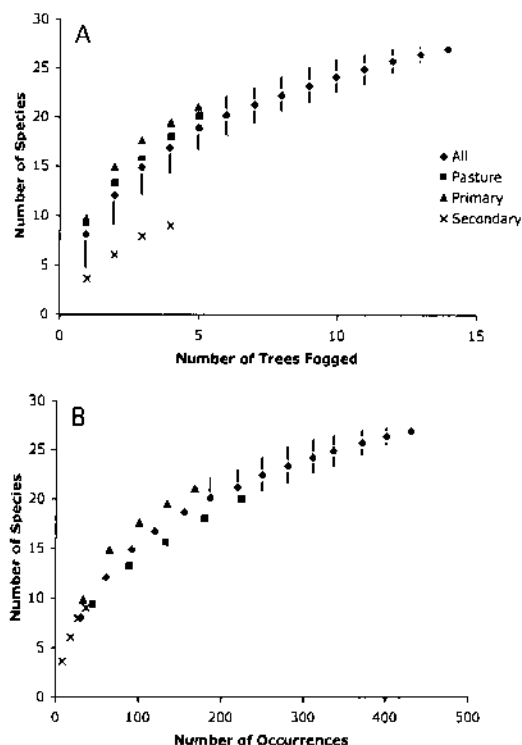 A
30
25
20
15
10
5
0
Number of Species
0 5 10 15
Number of Trees Fogged
All
Pasture
Primary
Secondary
B
30
25
20
15
10
5
0
Number of Species
0 100 200 300 400 500
Number of Occurrences